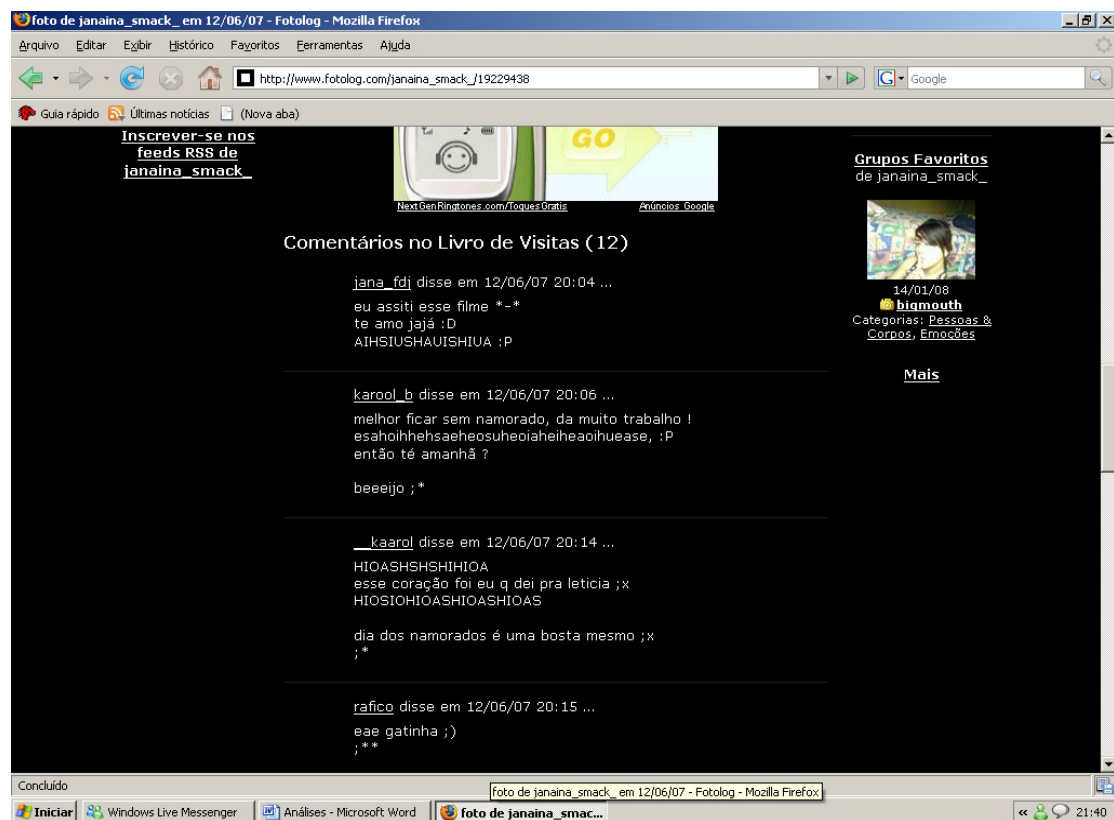 foto de janaina_smack_ em 12/06/07 - Fotolog - Mozilla Firefox
Arquivo Editar Exibir Histórico Favoritos Ferramentas Ajuda
http://www.fotolog.com/janaina_smack_/19229438
G Google
Guia rápido Últimas notícias (Nova aba)
Inscrever-se nos
feeds RSS de
janaina_smack_
GO
NextGenRingtones.com/ToquesGratis Anúncios Google
Comentários no Livro de Visitas (12)
jana_fdj disse em 12/06/07 20:04 ...
eu assiti esse filme *-*
te amo jajá :D
AIHSIUSHAUISHIUA :P
karool_b disse em 12/06/07 20:06 ...
melhor ficar sem namorado, da muito trabalho !
esahoihhehsaeheosuheoiaheiheaoihuease, :P
então té amanhã ?
beeeijo ;*
__kaarol disse em 12/06/07 20:14 ...
HIOASHSHSHIHIOA
esse coração foi eu q dei pra leticia ;x
HIOSIOHIOASHIOASHIOAS
dia dos namorados é uma bosta mesmo ;x
;*
rafico disse em 12/06/07 20:15 ...
eae gatinha ;)
;**
Grupos Favoritos
de janaina_smack_
14/01/08
bigmouth
Categorias: Pessoas &
Corpos, Emoções
Mais
Concluído
foto de janaina_smack_ em 12/06/07 - Fotolog - Mozilla Firefox
Iniciar Windows Live Messenger Análises - Microsoft Word foto de janaina_smac... « 21:40